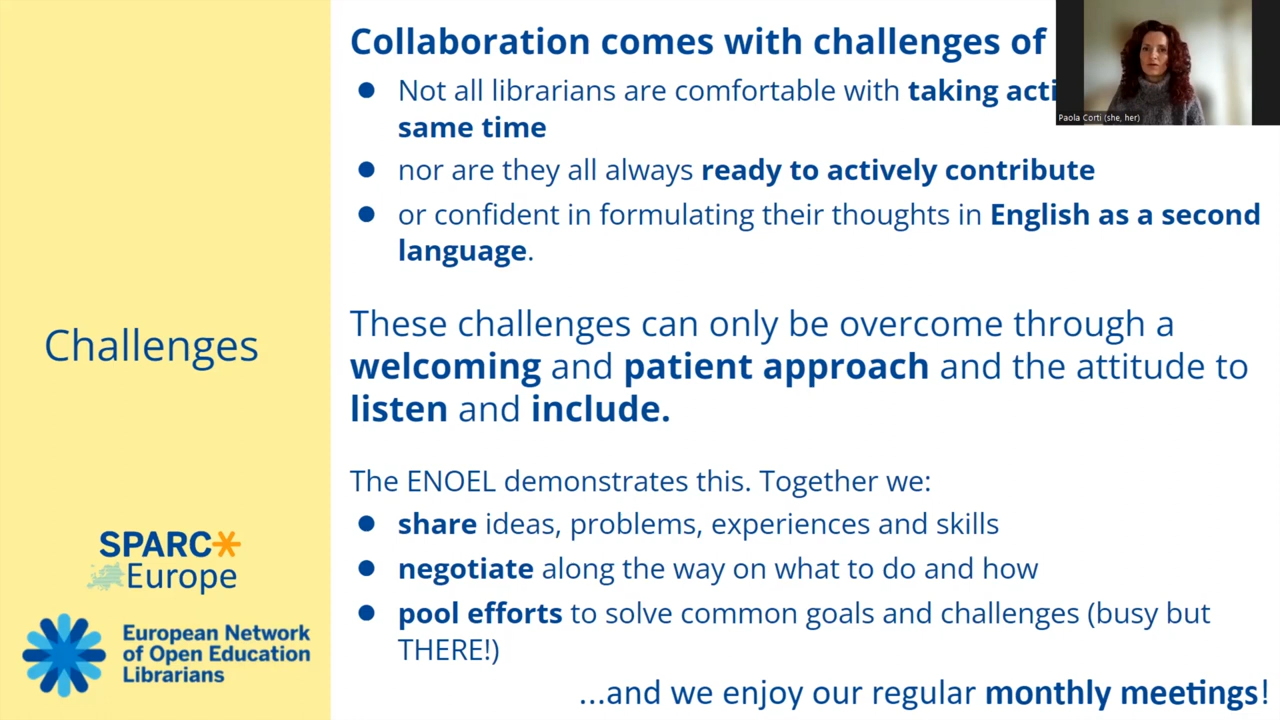 Collaboration comes with challenges of
Not all librarians are comfortable with taking acti
same time
nor are they all always ready to actively contribute
or confident in formulating their thoughts in English as a second
language.
Challenges
These challenges can only be overcome through a
welcoming and patient approach and the attitude to
listen and include.
The ENOEL demonstrates this. Together we:
share ideas, problems, experiences and skills
negotiate along the way on what to do and how
pool efforts to solve common goals and challenges (busy but
THERE!)
...and we enjoy our regular monthly meetings!
SPARC
Europe
European Network
of Open Education
Librarians
Paola Corti (she, her)